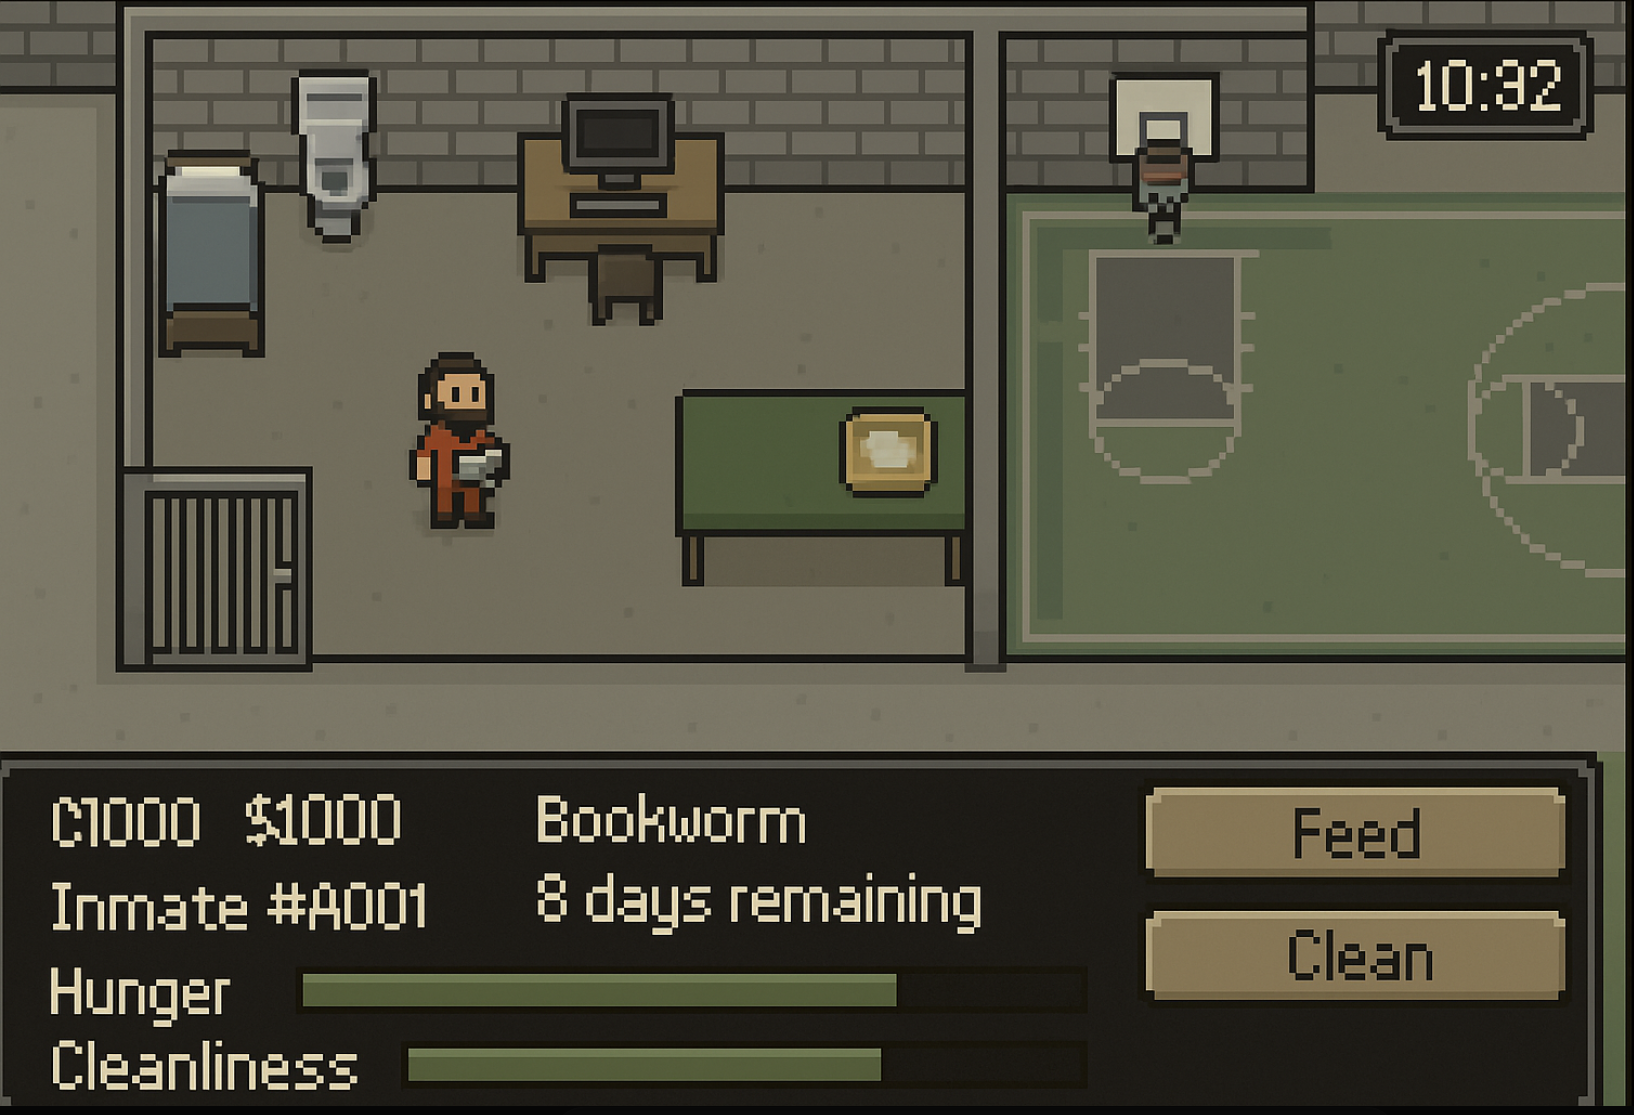 10:32
C1000 $1000
Bookworm
Inmate #A001
8 days remaining
Hunger
Cleanliness
Feed
Clean